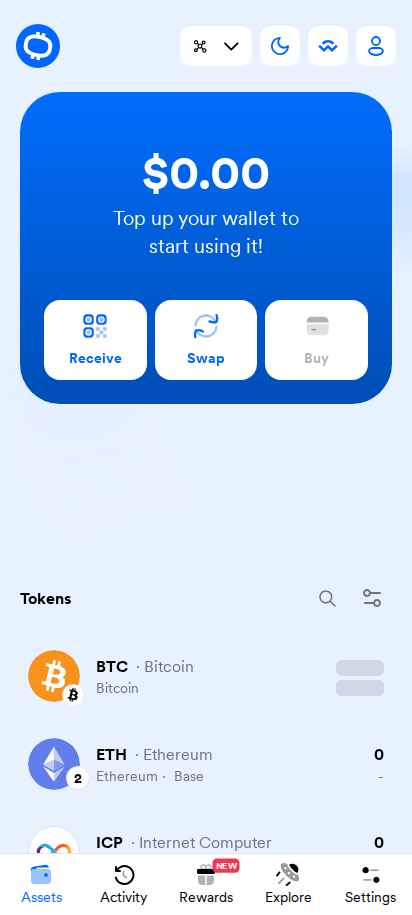 $0.00
Top up your wallet to
start using it!
Receive
Swap
Buy
Tokens
BTC · Bitcoin
Bitcoin
ETH · Ethereum
0
2
Ethereum · Base
-
ICP · Internet Computer
0
NEW
Assets
Activity
Rewards
Explore
Settings